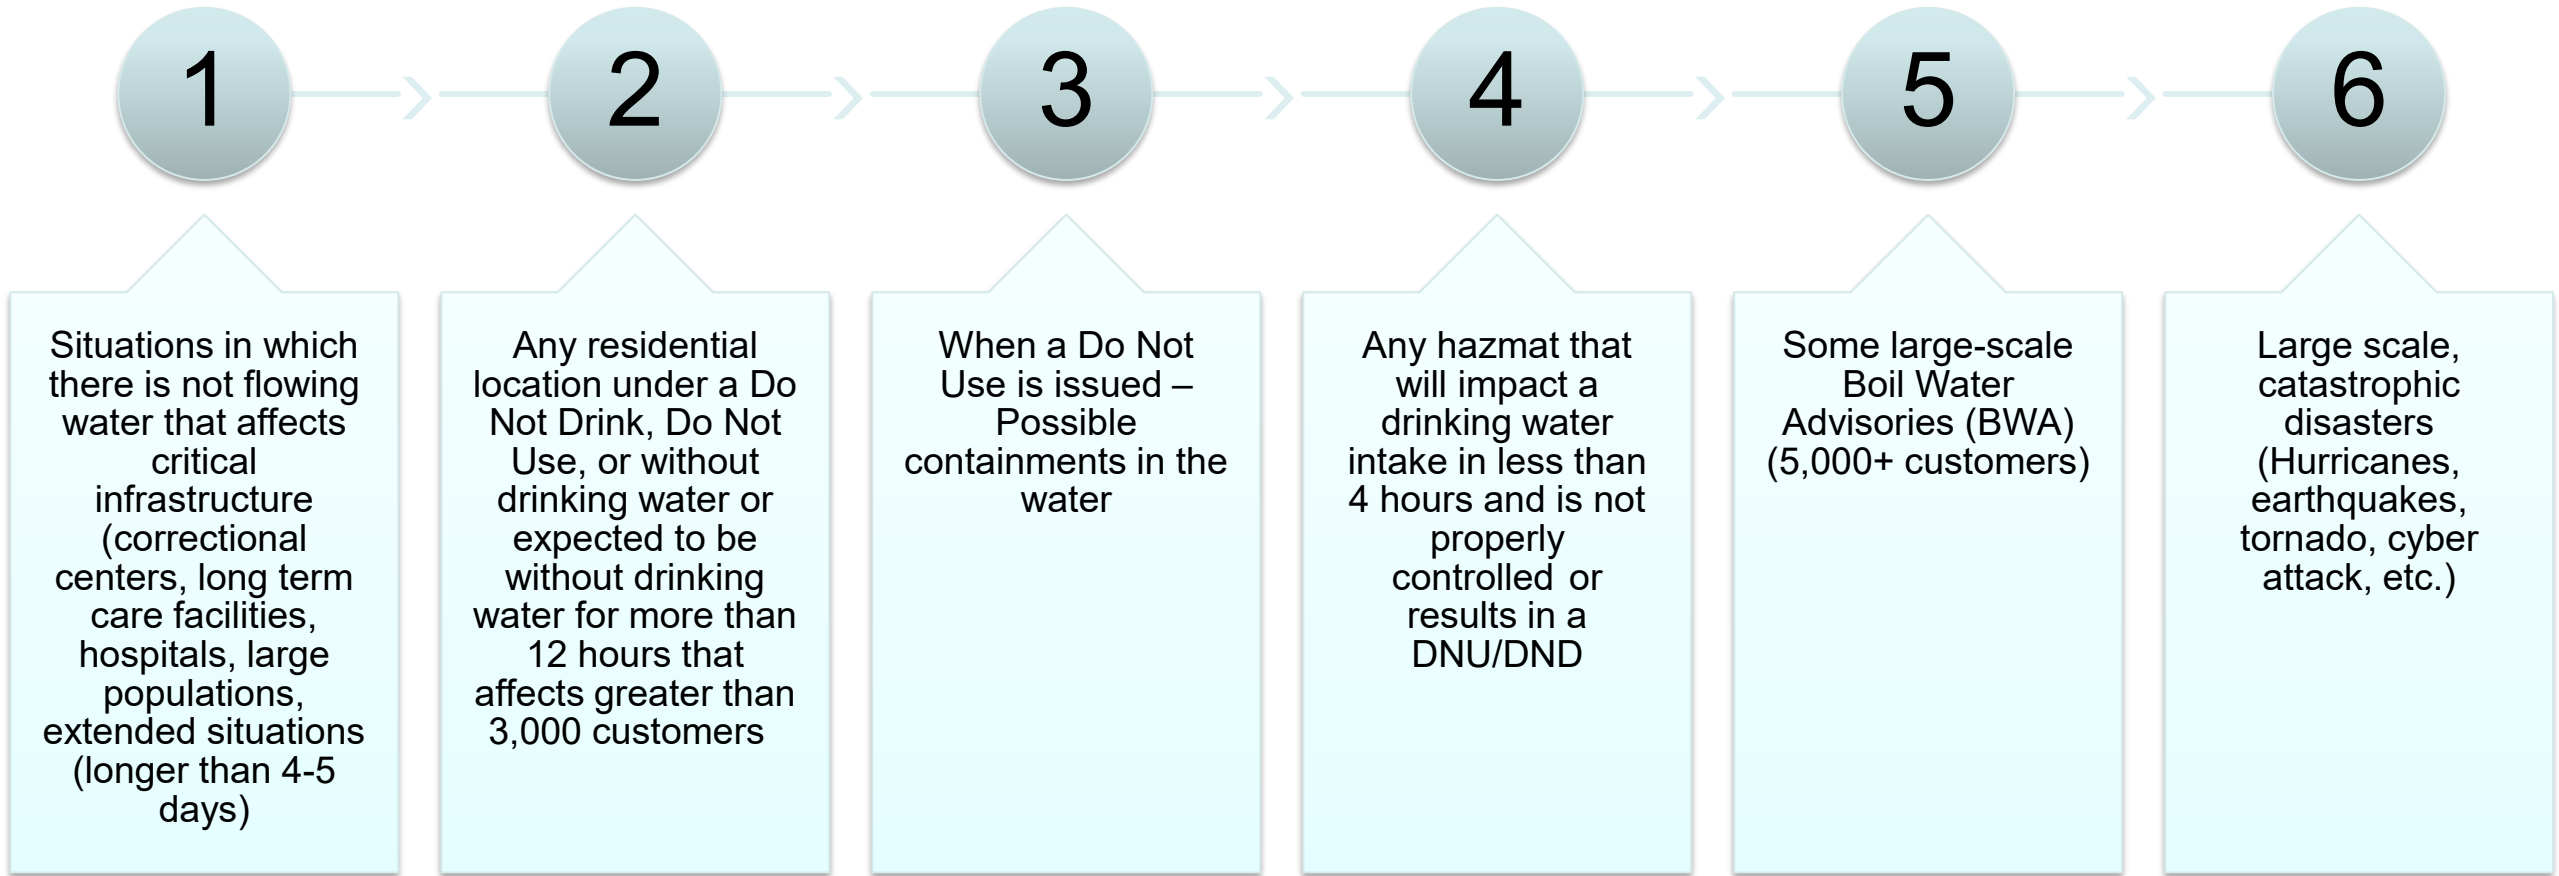 1
2
3
4
5
6
Situations in which
there is not flowing
water that affects
critical
infrastructure
(correctional
centers, long term
care facilities,
hospitals, large
populations,
extended situations
(longer than 4-5
days)
Any residential
location under a Do
Not Drink, Do Not
Use, or without
drinking water or
expected to be
without drinking
water for more than
12 hours that
affects greater than
3,000 customers
When a Do Not
Use is issued –
Possible
containments in the
water
Any hazmat that
will impact a
drinking water
intake in less than
4 hours and is not
properly
controlled or
results in a
DNU/DND
Some large-scale
Boil Water
Advisories (BWA)
(5,000+ customers)
Large scale,
catastrophic
disasters
(Hurricanes,
earthquakes,
tornado, cyber
attack, etc.)